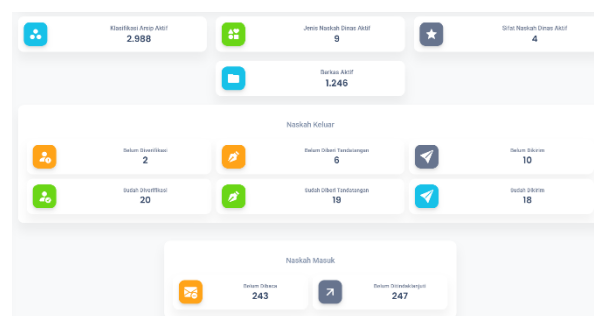 Klasifikasi Arsip Aktif
2.988
Jenis Naskah Dinas Aktif
9
Sifat Naskah Dinas Aktif
4
Berkas Aktif
1.246
Naskah Keluar
Belum Diverifikasi
2
Belum Diberi Tandatangan
6
Belum Dikirim
10
Sudah Diverifikasi
20
Sudah Diberi Tandatangan
19
Sudah Dikirim
18
Naskah Masuk
Belum Dibaca
243
Belum Ditindaklanjuti
247